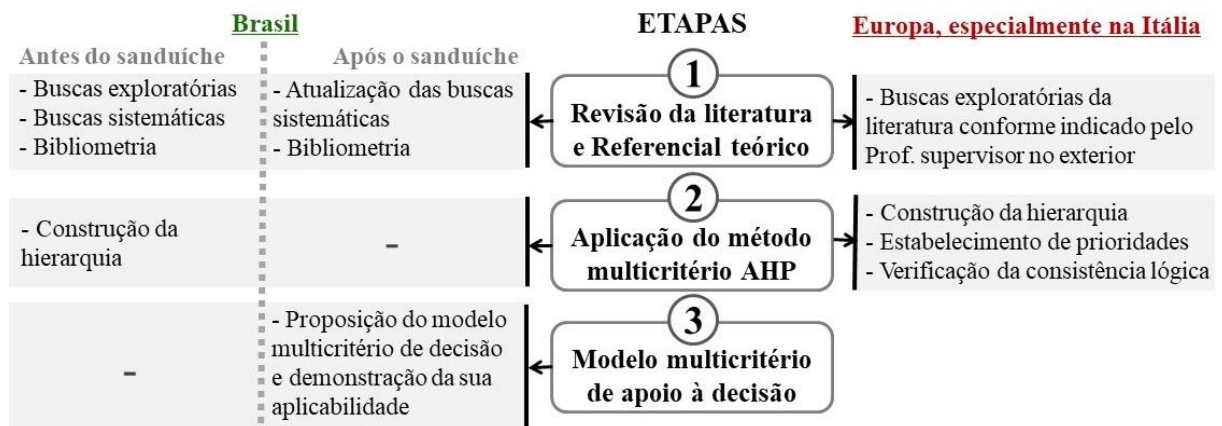 Brasil
ETAPAS
Europa, especialmente na Itália
Antes do sanduíche
Após o sanduíche
- Buscas exploratórias
- Buscas sistemáticas
- Bibliometria
- Atualização das buscas
sistemáticas
- Bibliometria
1
Revisão da literatura
e Referencial teórico
- Buscas exploratórias da
literatura conforme indicado pelo
Prof. supervisor no exterior
- Construção da
hierarquia
-
2
Aplicação do método
multicritério AHP
- Construção da hierarquia
- Estabelecimento de prioridades
- Verificação da consistência lógica
-
- Proposição do modelo
multicritério de decisão
e demonstração da sua
aplicabilidade
3
Modelo multicritério
de apoio à decisão